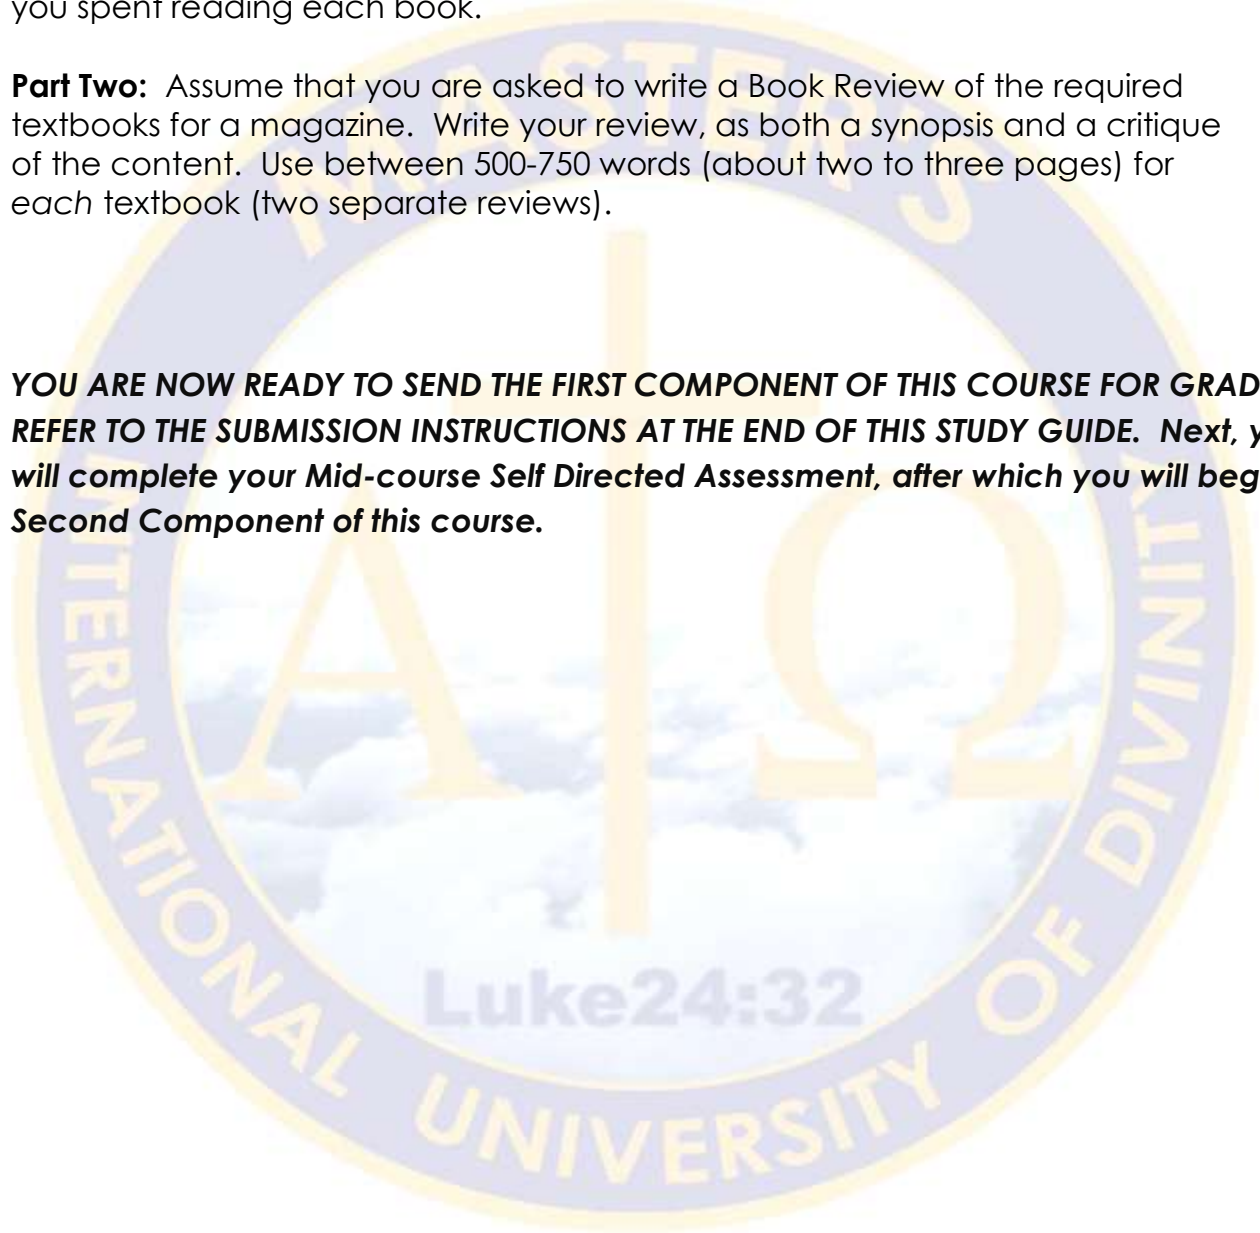 you spent reading each book.
Part Two:  Assume that you are asked to write a Book Review of the required
textbooks for a magazine.  Write your review, as both a synopsis and a critique
of the content.  Use between 500-750 words (about two to three pages) for
each textbook (two separate reviews).
YOU ARE NOW READY TO SEND THE FIRST COMPONENT OF THIS COURSE FOR GRAD
REFER TO THE SUBMISSION INSTRUCTIONS AT THE END OF THIS STUDY GUIDE.  Next, y
will complete your Mid-course Self Directed Assessment, after which you will beg
Second Component of this course.
MASTER'S
INTERNATIONAL UNIVERSITY OF DIVINITY
Α Ω
Luke24:32